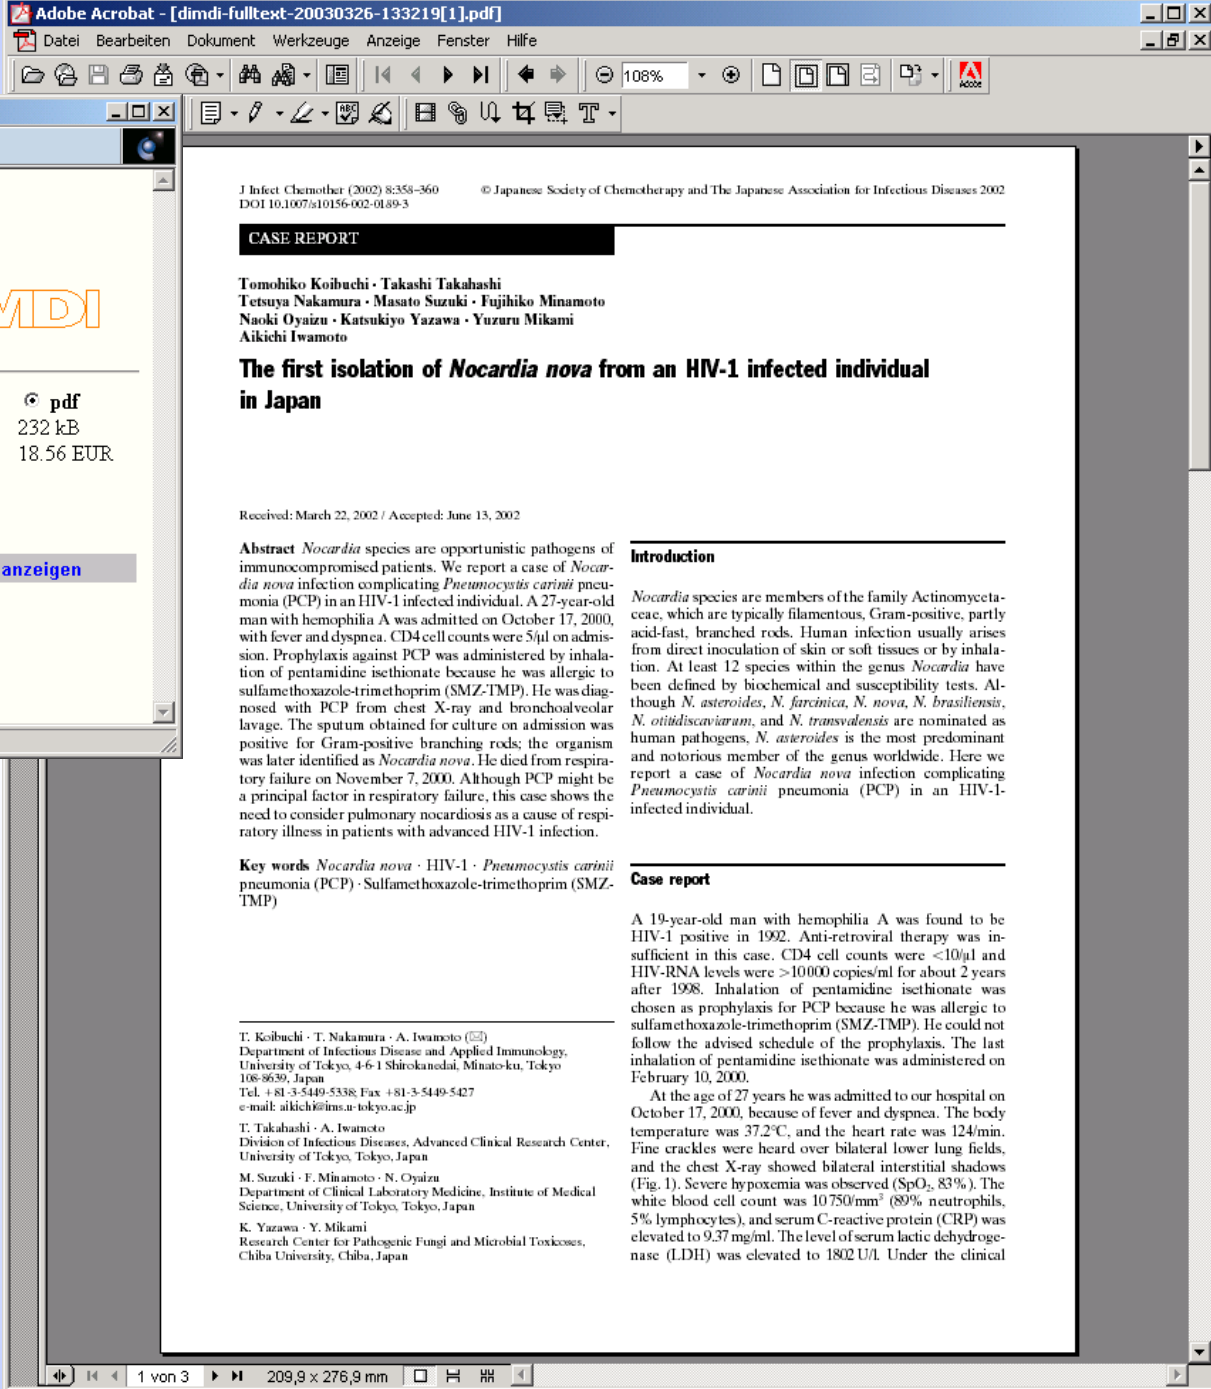 Adobe Acrobat - [dimdi-fulltext-20030326-133219[1].pdf]
Datei Bearbeiten Dokument Werkzeuge Anzeige Fenster Hilfe
108%
Adobe
pdf
232 kB
18.56 EUR
anzeigen
J Infect Chemother (2002) 8:358–360 © Japanese Society of Chemotherapy and The Japanese Association for Infectious Diseases 2002
DOI 10.1007/s10156-002-0189-3
CASE REPORT
Tomohiko Koibuchi · Takashi Takahashi
Tetsuya Nakamura · Masato Suzuki · Fujihiko Minamoto
Naoki Oyaizu · Katsukiyo Yazawa · Yuzuru Mikami
Aikichi Iwamoto
The first isolation of Nocardia nova from an HIV-1 infected individual
in Japan
Received: March 22, 2002 / Accepted: June 13, 2002
Abstract Nocardia species are opportunistic pathogens of
immunocompromised patients. We report a case of Nocar-
dia nova infection complicating Pneumocystis carinii pneu-
monia (PCP) in an HIV-1 infected individual. A 27-year-old
man with hemophilia A was admitted on October 17, 2000,
with fever and dyspnea. CD4 cell counts were 5/µl on admis-
sion. Prophylaxis against PCP was administered by inhala-
tion of pentamidine isethionate because he was allergic to
sulfamethoxazole-trimethoprim (SMZ-TMP). He was diag-
nosed with PCP from chest X-ray and bronchoalveolar
lavage. The sputum obtained for culture on admission was
positive for Gram-positive branching rods; the organism
was later identified as Nocardia nova. He died from respira-
tory failure on November 7, 2000. Although PCP might be
a principal factor in respiratory failure, this case shows the
need to consider pulmonary nocardiosis as a cause of respi-
ratory illness in patients with advanced HIV-1 infection.
Key words Nocardia nova · HIV-1 · Pneumocystis carinii
pneumonia (PCP) · Sulfamethoxazole-trimethoprim (SMZ-
TMP)
T. Koibuchi · T. Nakamura · A. Iwamoto (✉)
Department of Infectious Disease and Applied Immunology,
University of Tokyo, 4-6-1 Shirokanedai, Minato-ku, Tokyo
108-8639, Japan
Tel. +81-3-5449-5338; Fax +81-3-5449-5427
e-mail: aikichi@ims.u-tokyo.ac.jp
T. Takahashi · A. Iwamoto
Division of Infectious Diseases, Advanced Clinical Research Center,
University of Tokyo, Tokyo, Japan
M. Suzuki · F. Minamoto · N. Oyaizu
Department of Clinical Laboratory Medicine, Institute of Medical
Science, University of Tokyo, Tokyo, Japan
K. Yazawa · Y. Mikami
Research Center for Pathogenic Fungi and Microbial Toxicoses,
Chiba University, Chiba, Japan
Introduction
Nocardia species are members of the family Actinomyceta-
ceae, which are typically filamentous, Gram-positive, partly
acid-fast, branched rods. Human infection usually arises
from direct inoculation of skin or soft tissues or by inhala-
tion. At least 12 species within the genus Nocardia have
been defined by biochemical and susceptibility tests. Al-
though N. asteroides, N. farcinica, N. nova, N. brasiliensis,
N. otitidiscaviarum, and N. transvalensis are nominated as
human pathogens, N. asteroides is the most predominant
and notorious member of the genus worldwide. Here we
report a case of Nocardia nova infection complicating
Pneumocystis carinii pneumonia (PCP) in an HIV-1-
infected individual.
Case report
A 19-year-old man with hemophilia A was found to be
HIV-1 positive in 1992. Anti-retroviral therapy was in-
sufficient in this case. CD4 cell counts were <10/µl and
HIV-RNA levels were >10000 copies/ml for about 2 years
after 1998. Inhalation of pentamidine isethionate was
chosen as prophylaxis for PCP because he was allergic to
sulfamethoxazole-trimethoprim (SMZ-TMP). He could not
follow the advised schedule of the prophylaxis. The last
inhalation of pentamidine isethionate was administered on
February 10, 2000.
At the age of 27 years he was admitted to our hospital on
October 17, 2000, because of fever and dyspnea. The body
temperature was 37.2°C, and the heart rate was 124/min.
Fine crackles were heard over bilateral lower lung fields,
and the chest X-ray showed bilateral interstitial shadows
(Fig. 1). Severe hypoxemia was observed (SpO₂, 83%). The
white blood cell count was 10750/mm³ (89% neutrophils,
5% lymphocytes), and serum C-reactive protein (CRP) was
elevated to 9.37 mg/ml. The level of serum lactic dehydroge-
nase (LDH) was elevated to 1802 U/l. Under the clinical
1 von 3 209,9 x 276,9 mm